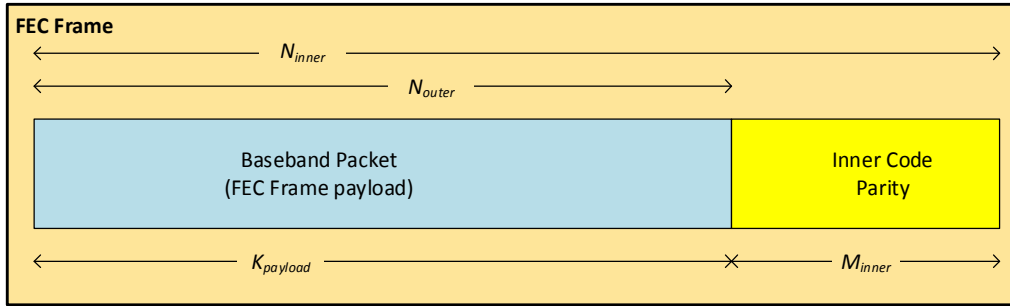 FEC Frame
N_inner
N_outer
Baseband Packet
(FEC Frame payload)
Inner Code
Parity
K_payload
M_inner